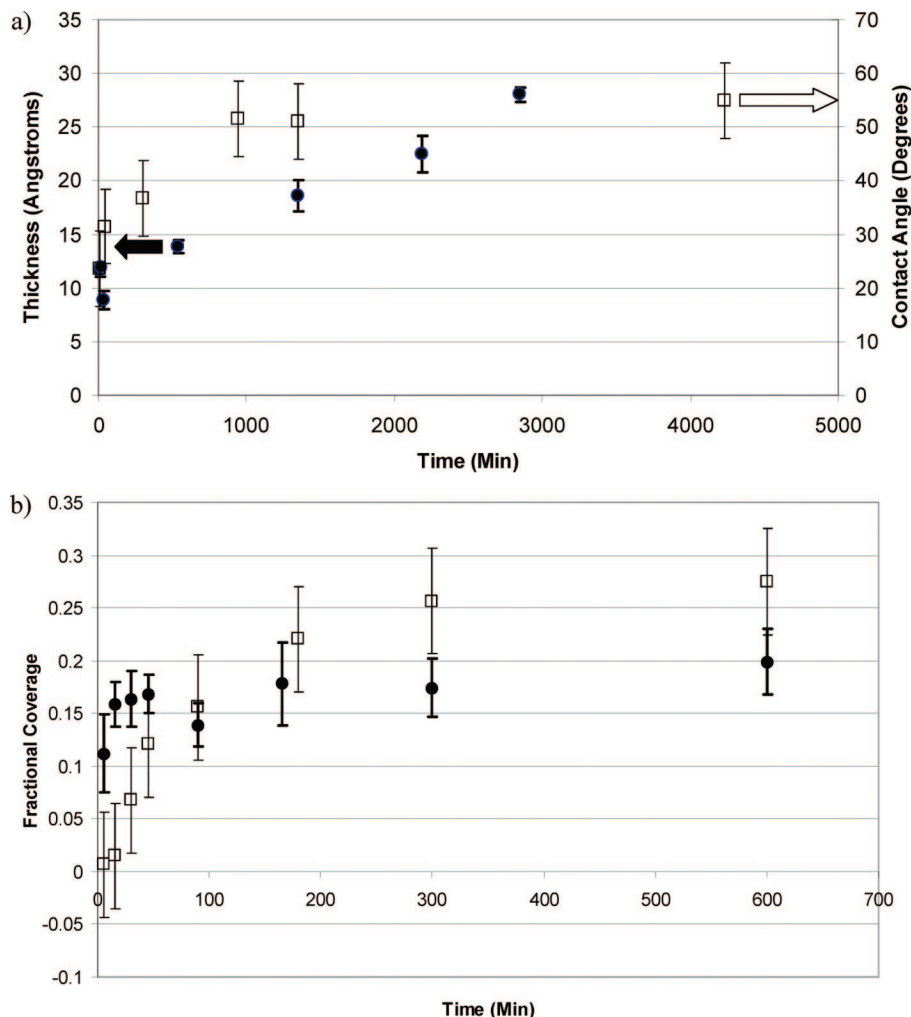 a)
35
30
25
20
15
10
5
0
Thickness (Angstroms)
70
60
50
40
30
20
10
0
Contact Angle (Degrees)
0 1000 2000 3000 4000 5000
Time (Min)
b)
0.35
0.3
0.25
0.2
0.15
0.1
0.05
0
-0.05
-0.1
Fractional Coverage
0 100 200 300 400 500 600 700
Time (Min)